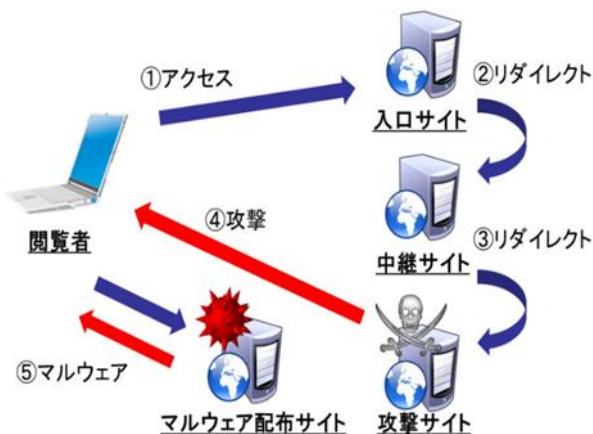 ①アクセス
②リダイレクト
入口サイト
④攻撃
③リダイレクト
中継サイト
閲覧者
⑤マルウェア
マルウェア配布サイト
攻撃サイト